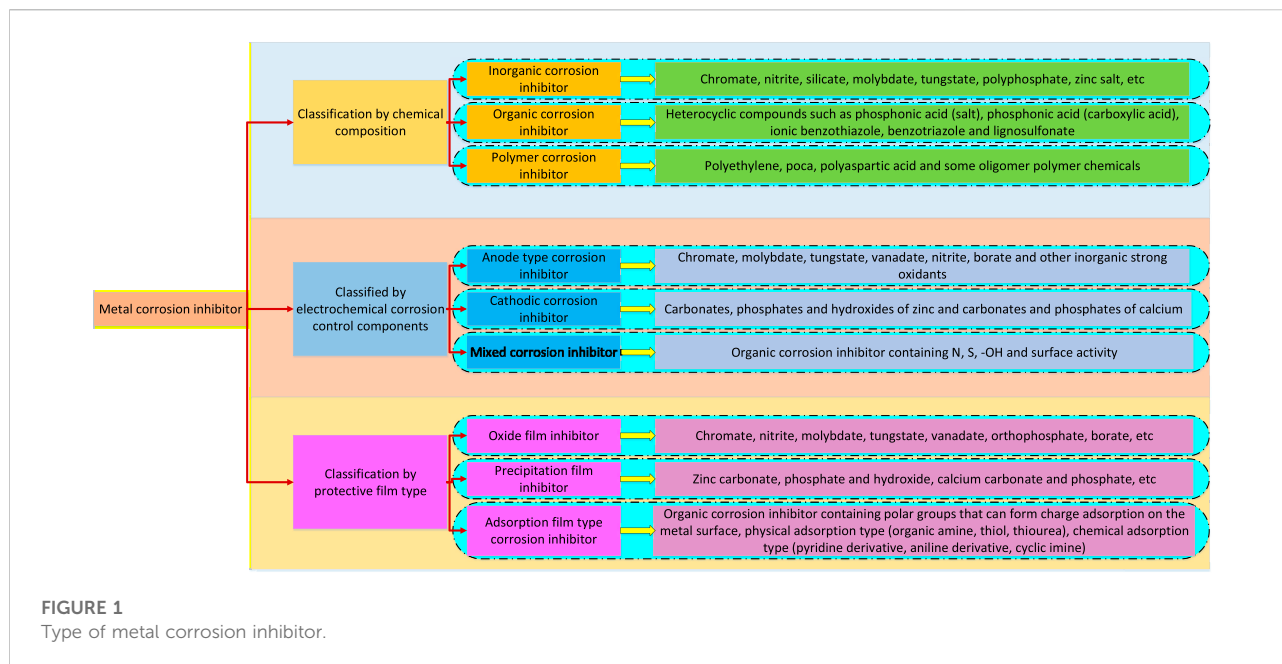 Metal corrosion inhibitor
Classification by chemical
composition
Inorganic corrosion
inhibitor
Chromate, nitrite, silicate, molybdate, tungstate, polyphosphate, zinc salt, etc
Organic corrosion
inhibitor
Heterocyclic compounds such as phosphonic acid (salt), phosphonic acid (carboxylic acid),
ionic benzothiazole, benzotriazole and lignosulfonate
Polymer corrosion
inhibitor
Polyethylene, poca, polyaspartic acid and some oligomer polymer chemicals
Classified by
electrochemical corrosion
control components
Anode type corrosion
inhibitor
Chromate, molybdate, tungstate, vanadate, nitrite, borate and other inorganic strong
oxidants
Cathodic corrosion
inhibitor
Carbonates, phosphates and hydroxides of zinc and carbonates and phosphates of calcium
Mixed corrosion inhibitor
Organic corrosion inhibitor containing N, S, -OH and surface activity
Classification by
protective film type
Oxide film inhibitor
Chromate, nitrite, molybdate, tungstate, vanadate, orthophosphate, borate, etc
Precipitation film
inhibitor
Zinc carbonate, phosphate and hydroxide, calcium carbonate and phosphate, etc
Adsorption film type
corrosion inhibitor
Organic corrosion inhibitor containing polar groups that can form charge adsorption on the
metal surface, physical adsorption type (organic amine, thiol, thiourea), chemical adsorption
type (pyridine derivative, aniline derivative, cyclic imine)
FIGURE 1
Type of metal corrosion inhibitor.